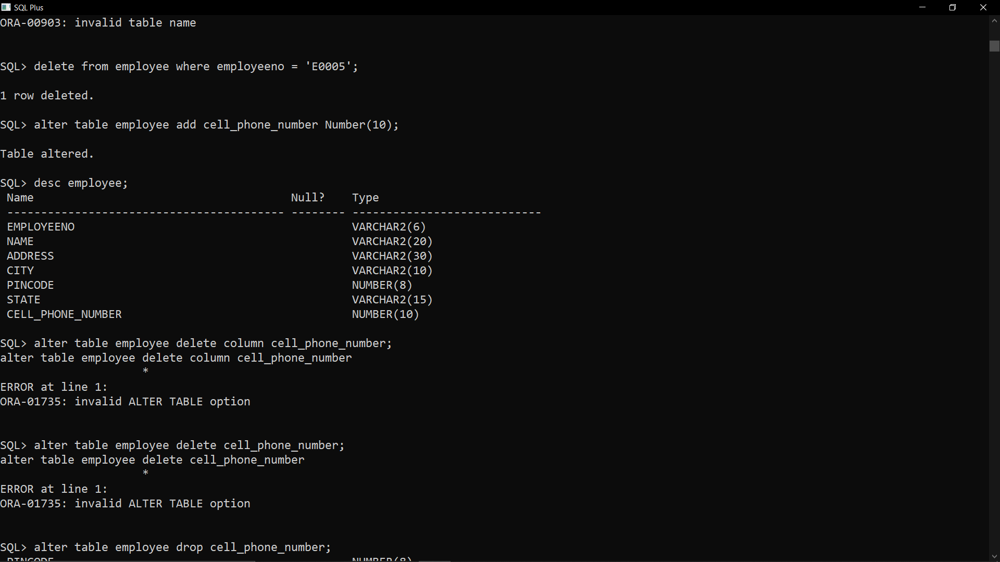 SQL Plus
ORA-00903: invalid table name
SQL> delete from employee where employeeno = 'E0005';
1 row deleted.
SQL> alter table employee add cell_phone_number Number(10);
Table altered.
SQL> desc employee;
Name Null? Type
----------------------------------------- -------- ----------------------------
EMPLOYEENO VARCHAR2(6)
NAME VARCHAR2(20)
ADDRESS VARCHAR2(30)
CITY VARCHAR2(10)
PINCODE NUMBER(8)
STATE VARCHAR2(15)
CELL_PHONE_NUMBER NUMBER(10)
SQL> alter table employee delete column cell_phone_number;
alter table employee delete column cell_phone_number
*
ERROR at line 1:
ORA-01735: invalid ALTER TABLE option
SQL> alter table employee delete cell_phone_number;
alter table employee delete cell_phone_number
*
ERROR at line 1:
ORA-01735: invalid ALTER TABLE option
SQL> alter table employee drop cell_phone_number;
PINCODE NUMBER(8)